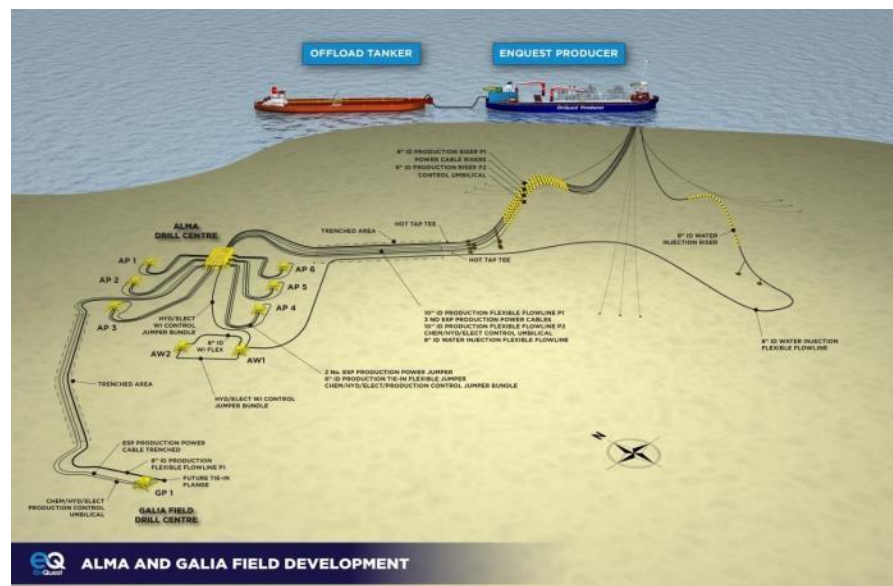 OFFLOAD TANKER
ENQUEST PRODUCER
EnQuest Producer
8" ID PRODUCTION RISER P1
POWER CABLE RISERS
8" ID PRODUCTION RISER P2
CONTROL UMBILICAL
ALMA
DRILL CENTRE
TRENCHED AREA
HOT TAP TEE
HOT TAP TEE
8" ID WATER
INJECTION RISER
AP 1
AP 2
AP 3
AP 6
AP 5
AP 4
HYD/ELECT
WI CONTROL
JUMPER BUNDLE
6" ID
WI FLEX
AW2
AW1
10" ID PRODUCTION FLEXIBLE FLOWLINE P1
3 NO ESP PRODUCTION POWER CABLES
10" ID PRODUCTION FLEXIBLE FLOWLINE P2
CHEM/HYD/ELECT CONTROL UMBILICAL
8" ID WATER INJECTION FLEXIBLE FLOWLINE
8" ID WATER INJECTION
FLEXIBLE FLOWLINE
2 No. ESP PRODUCTION POWER JUMPER
6" ID PRODUCTION TIE-IN FLEXIBLE JUMPER
CHEM/HYD/ELECT/PRODUCTION CONTROL JUMPER BUNDLE
TRENCHED AREA
HYD/ELECT WI CONTROL
JUMPER BUNDLE
ESP PRODUCTION POWER
CABLE TRENCHED
8" ID PRODUCTION
FLEXIBLE FLOWLINE P1
FUTURE TIE-IN
FLANGE
GP 1
CHEM/HYD/ELECT
PRODUCTION CONTROL
UMBILICAL
GALIA FIELD
DRILL CENTRE
N
EQ
EnQuest
ALMA AND GALIA FIELD DEVELOPMENT